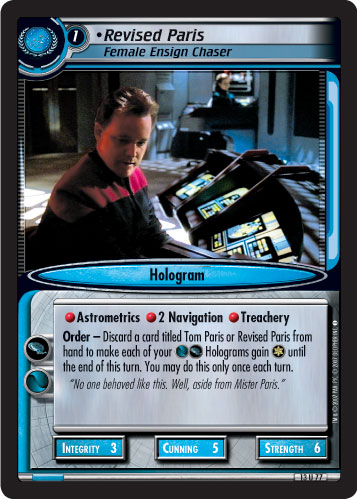 1
•Revised Paris
Female Ensign Chaser
Hologram
Astrometrics 2 Navigation Treachery
Order – Discard a card titled Tom Paris or Revised Paris from
hand to make each of your Holograms gain until
the end of this turn. You may do this only once each turn.
"No one behaved like this. Well, aside from Mister Paris."
INTEGRITY 3 CUNNING 5 STRENGTH 6
13 U 77